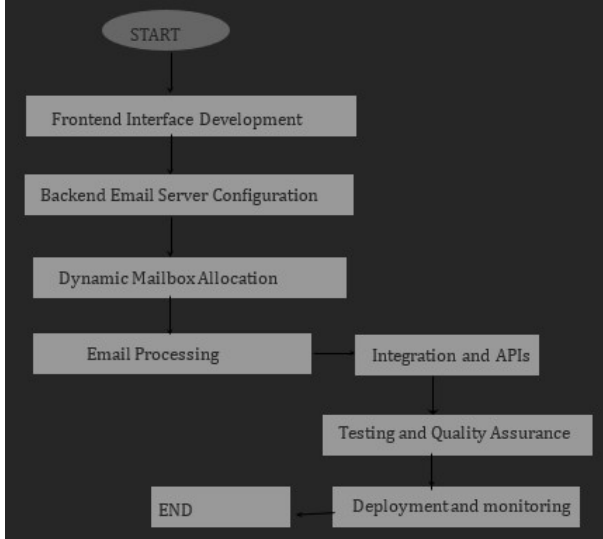 START
Frontend Interface Development
Backend Email Server Configuration
Dynamic Mailbox Allocation
Email Processing
Integration and APIs
Testing and Quality Assurance
Deployment and monitoring
END